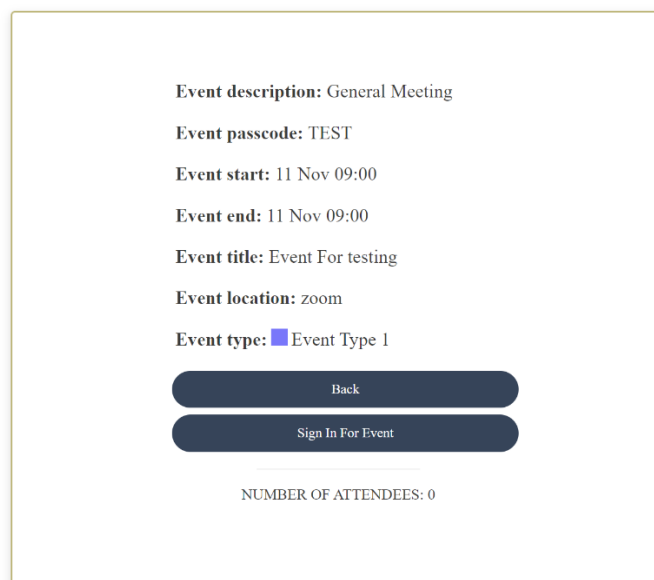 Event description: General Meeting
Event passcode: TEST
Event start: 11 Nov 09:00
Event end: 11 Nov 09:00
Event title: Event For testing
Event location: zoom
Event type: Event Type 1
Back
Sign In For Event
NUMBER OF ATTENDEES: 0